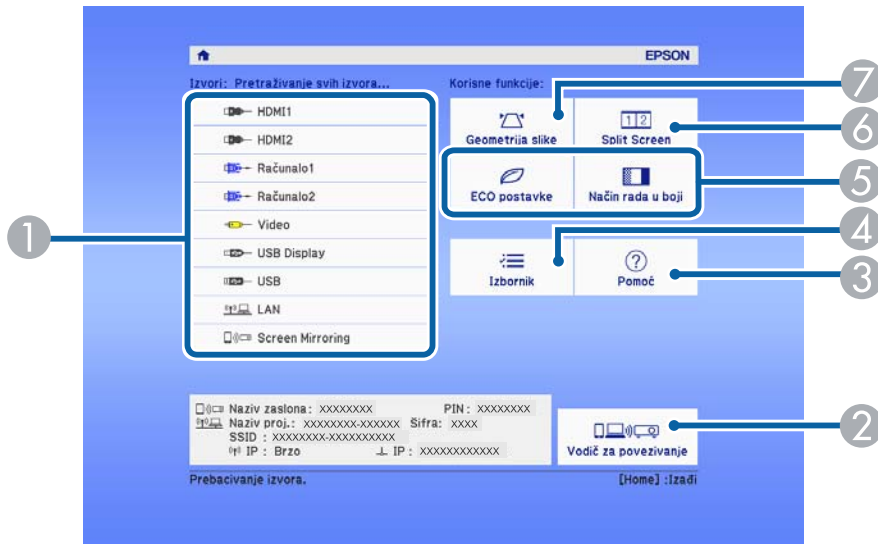 EPSON
Izvori: Pretraživanje svih izvora...
HDMI1
HDMI2
Računalo1
Računalo2
Video
USB Display
USB
LAN
Screen Mirroring
Korisne funkcije:
Geometrija slike
1 2
Split Screen
ECO postavke
Način rada u boji
Izbornik
?
Pomoć
Naziv zaslona: XXXXXXXX PIN: XXXXXXXX
Naziv proj.: XXXXXXXX-XXXXXX Šifra: XXXX
SSID : XXXXXXXX-XXXXXXXXXX
IP : Brzo IP : XXXXXXXXXXXX
Vodič za povezivanje
Prebacivanje izvora. [Home] :Izađi
1
7
6
5
4
3
2